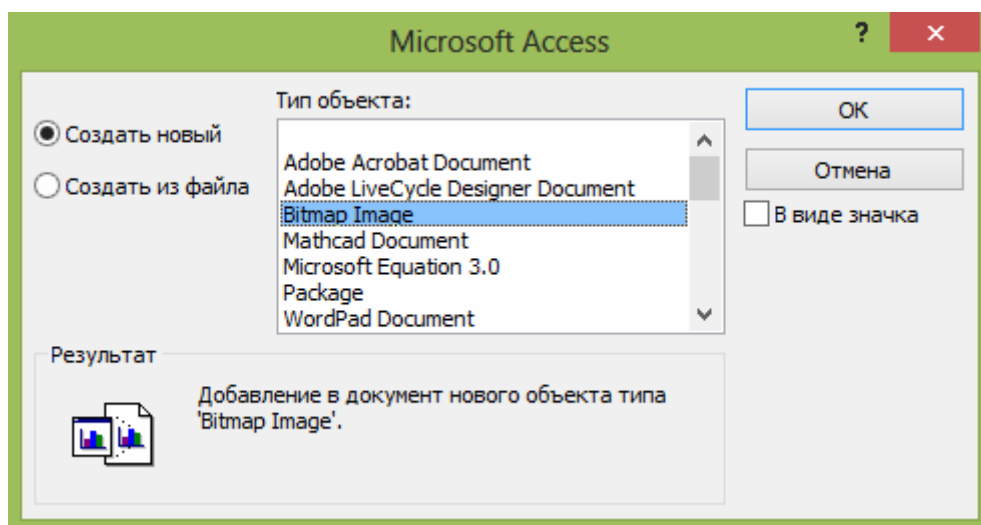 Microsoft Access
?
×
Тип объекта:
Создать новый
Создать из файла
Adobe Acrobat Document
Adobe LiveCycle Designer Document
Bitmap Image
Mathcad Document
Microsoft Equation 3.0
Package
WordPad Document
OK
Отмена
В виде значка
Результат
Добавление в документ нового объекта типа
'Bitmap Image'.